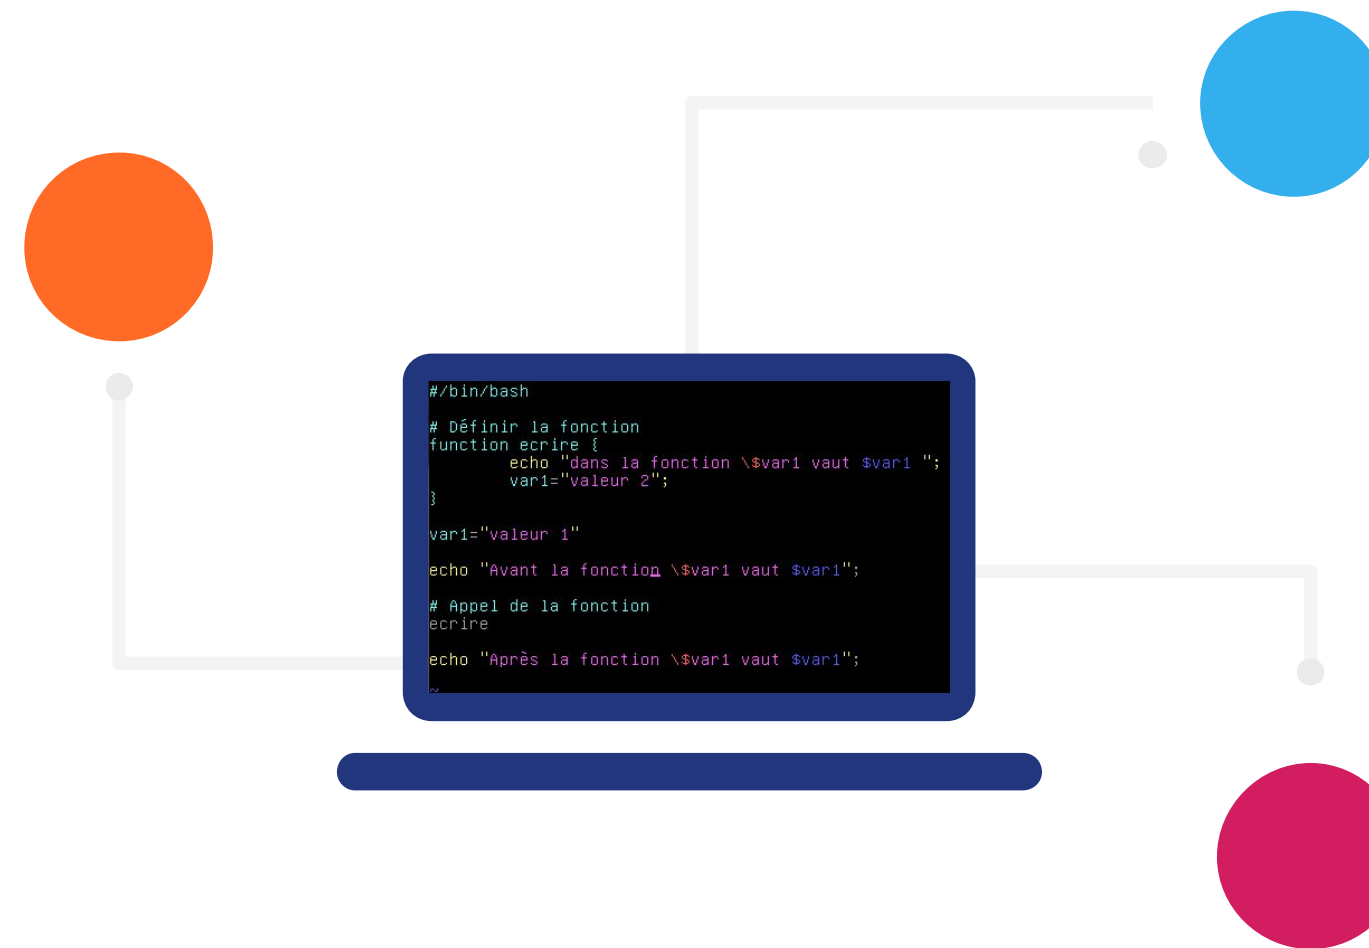 #/bin/bash
# Définir la fonction
function ecrire {
echo "dans la fonction \$var1 vaut $var1 ";
var1="valeur 2";
}
var1="valeur 1"
echo "Avant la fonction \$var1 vaut $var1";
# Appel de la fonction
ecrire
echo "Après la fonction \$var1 vaut $var1";
~